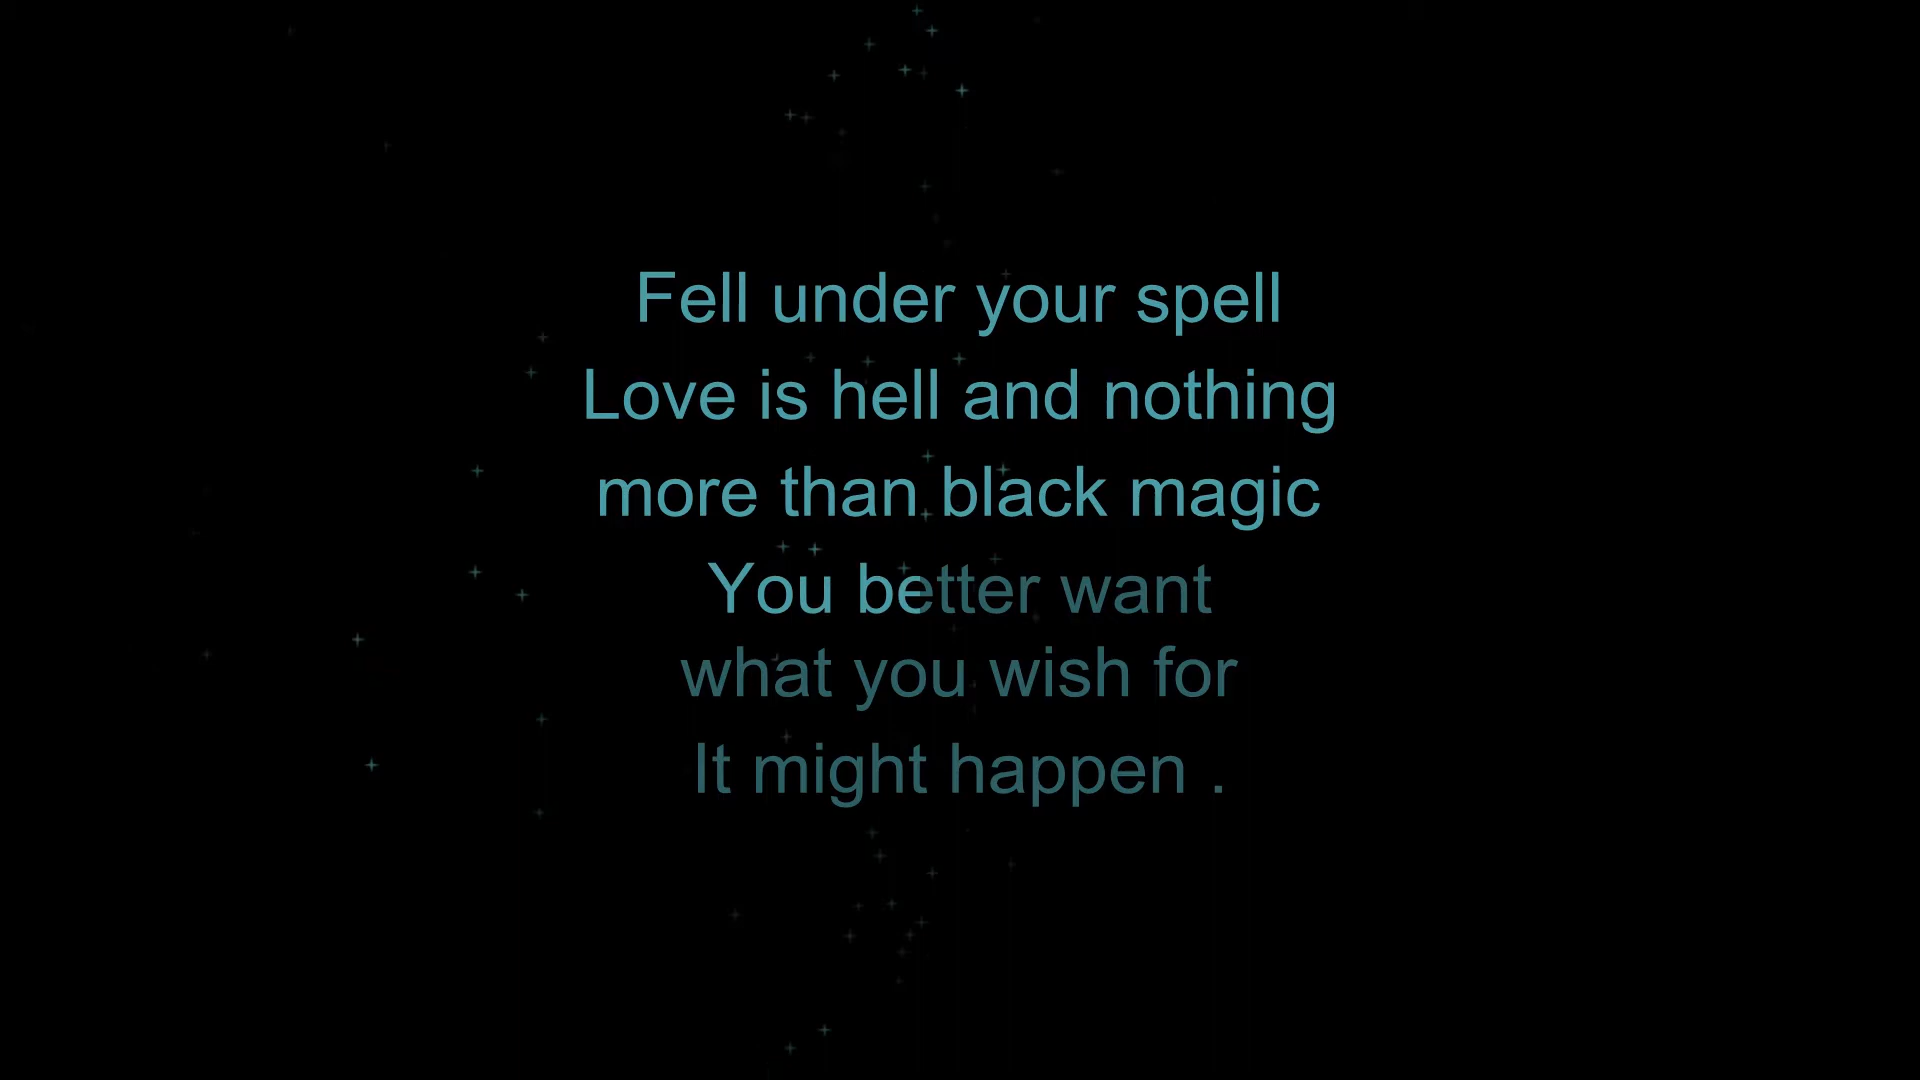 Fell under your spell
Love is hell and nothing
more than black magic
You better want
what you wish for
It might happen .